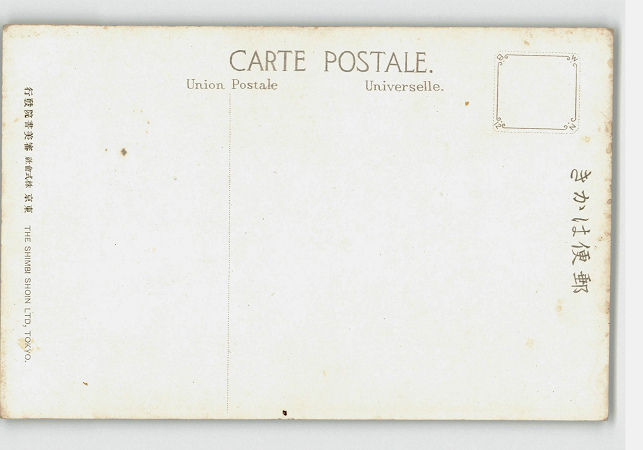 CARTE POSTALE.
Union Postale Universelle.
きかは便郵
行發院書美審 社會式株 京東 THE SHIMBI SHOIN LTD, TOKYO.